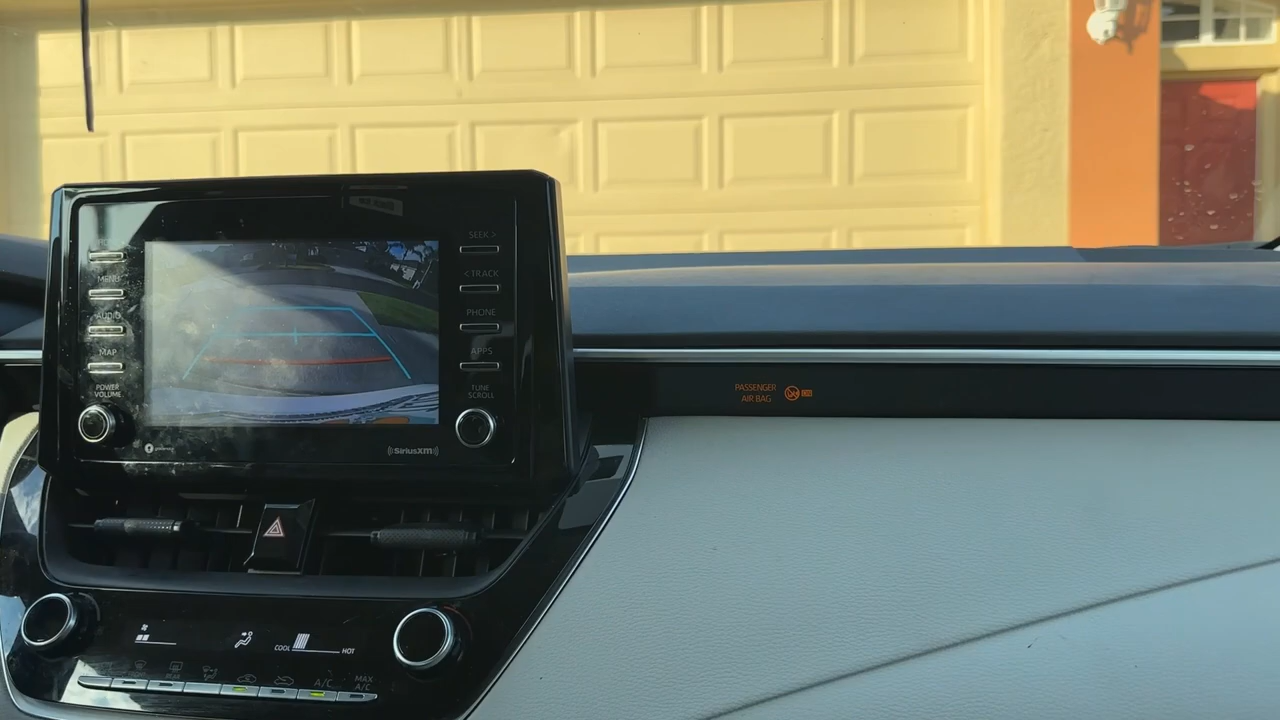 MENU
AUDIO
MAP
POWER
VOLUME
SEEK >
< TRACK
PHONE
APPS
TUNE
SCROLL
SiriusXM
PASSENGER
AIR BAG
COOL
HOT
A/C
MAX
A/C